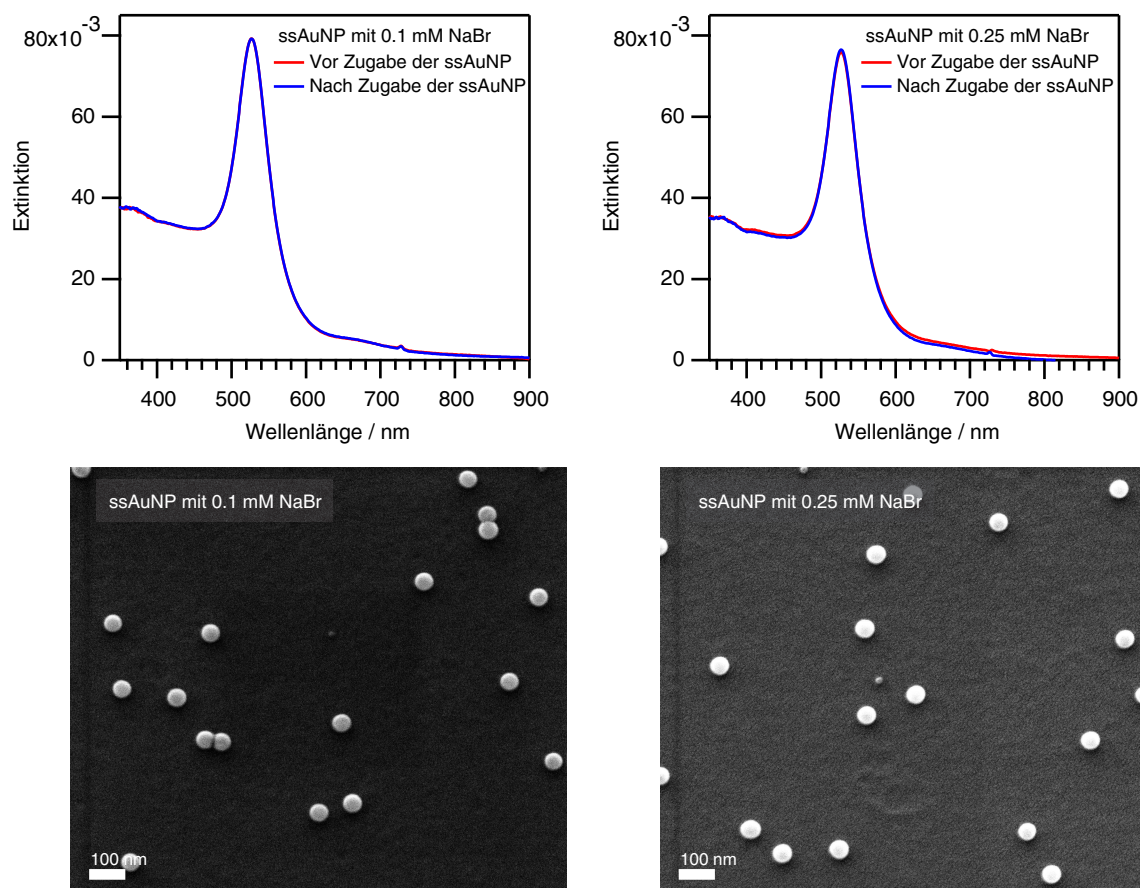 ssAuNP mit 0.1 mM NaBr
Vor Zugabe der ssAuNP
Nach Zugabe der ssAuNP
80x10-3
60
40
20
0
Extinktion
400 500 600 700 800 900
Wellenlänge / nm
ssAuNP mit 0.25 mM NaBr
Vor Zugabe der ssAuNP
Nach Zugabe der ssAuNP
80x10-3
60
40
20
0
Extinktion
400 500 600 700 800 900
Wellenlänge / nm
ssAuNP mit 0.1 mM NaBr
100 nm
ssAuNP mit 0.25 mM NaBr
100 nm